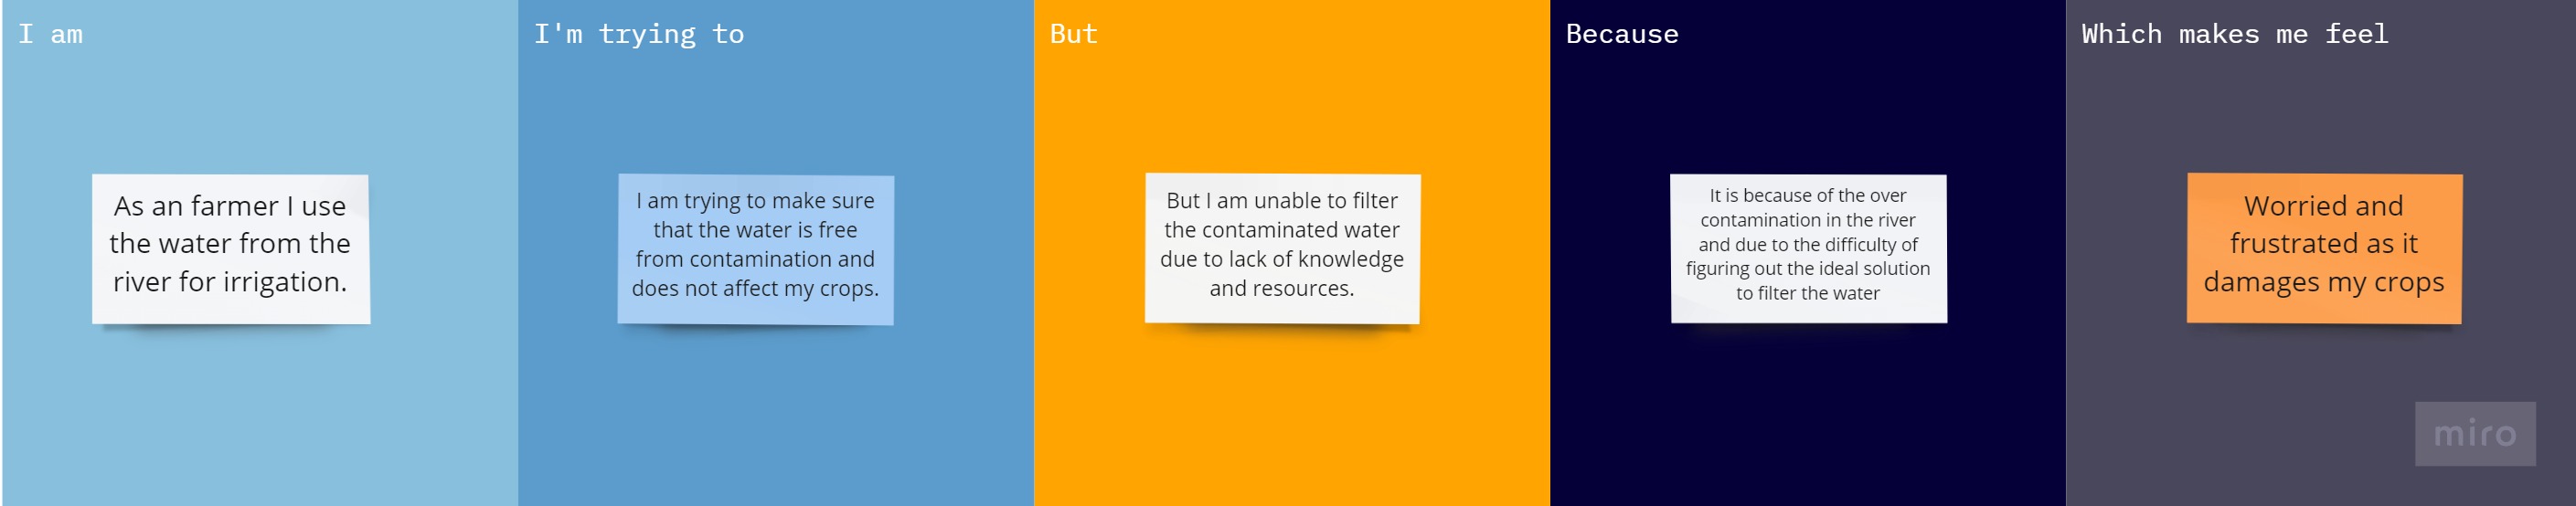 I am
As an farmer I use
the water from the
river for irrigation.
I'm trying to
I am trying to make sure
that the water is free
from contamination and
does not affect my crops.
But
But I am unable to filter
the contaminated water
due to lack of knowledge
and resources.
Because
It is because of the over
contamination in the river
and due to the difficulty of
figuring out the ideal solution
to filter the water
Which makes me feel
Worried and
frustrated as it
damages my crops
miro